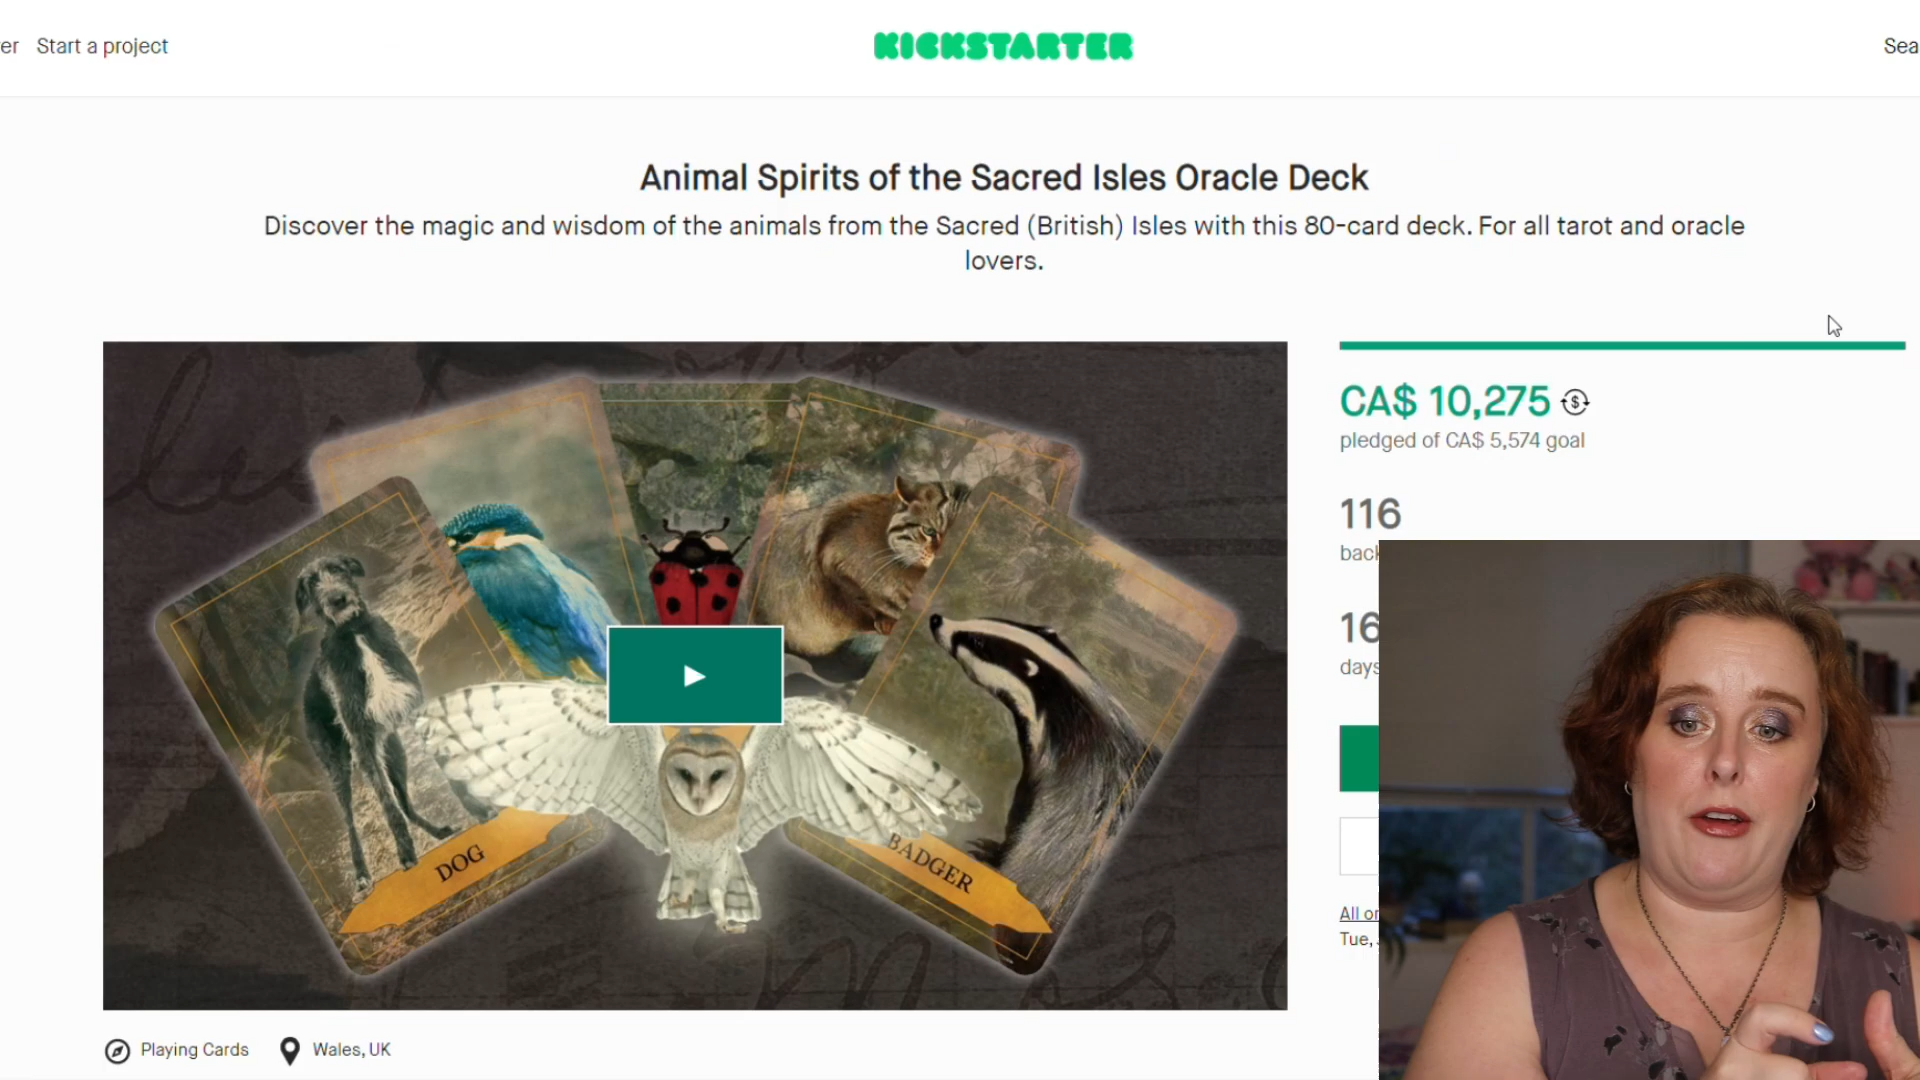 Start a project
KICKSTARTER
Animal Spirits of the Sacred Isles Oracle Deck
Discover the magic and wisdom of the animals from the Sacred (British) Isles with this 80-card deck. For all tarot and oracle
lovers.
CA$ 10,275
pledged of CA$ 5,574 goal
116
16
days
DOG
BADGER
All
Tue,
Playing Cards
Wales, UK